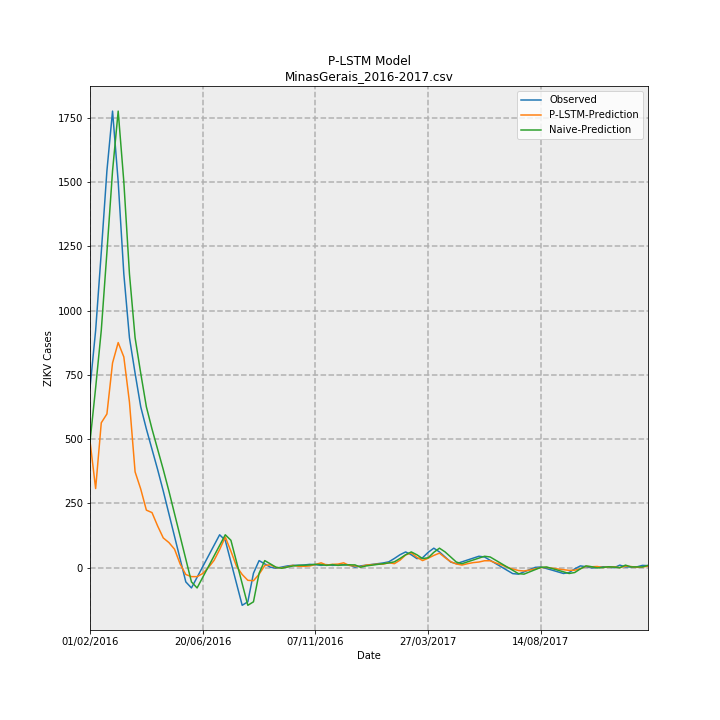 P-LSTM Model
MinasGerais_2016-2017.csv
Observed
P-LSTM-Prediction
Naive-Prediction
1750
1500
1250
1000
750
500
250
0
ZIKV Cases
01/02/2016
20/06/2016
07/11/2016
27/03/2017
14/08/2017
Date